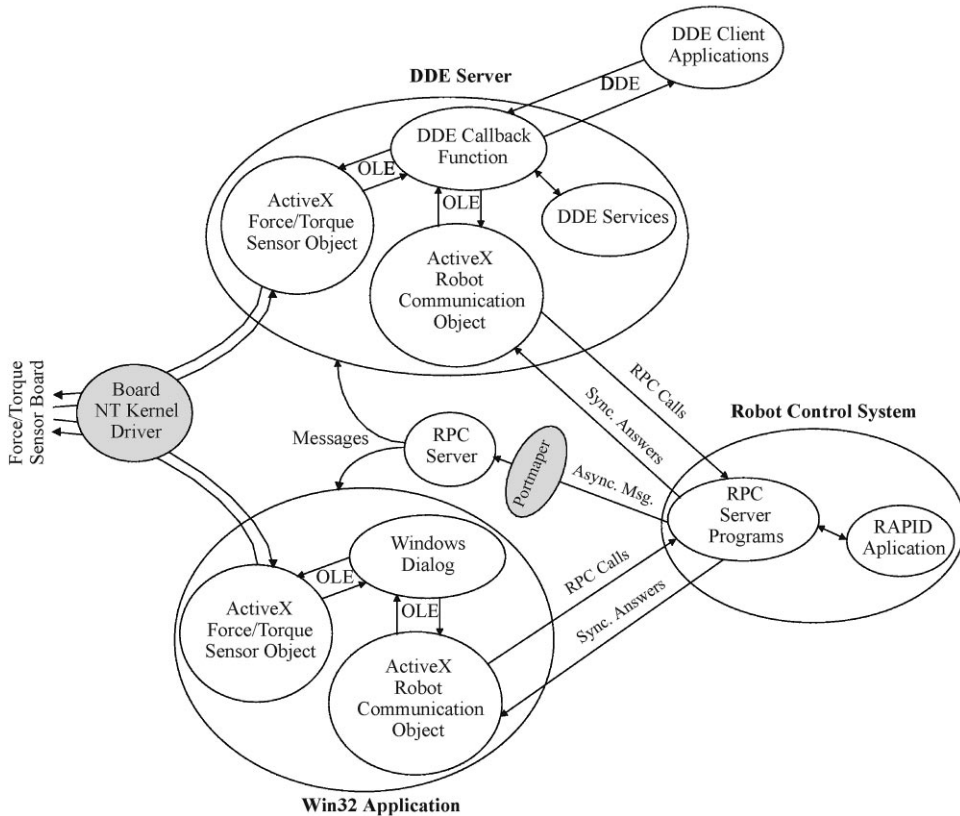 DDE Client
Applications
DDE Server
DDE
DDE Callback
Function
OLE
ActiveX
Force/Torque
Sensor Object
OLE
DDE Services
ActiveX
Robot
Communication
Object
Force/Torque
Sensor Board
Board
NT Kernel
Driver
RPC Calls
Sync. Answers
Robot Control System
Messages
RPC
Server
Portmaper
Async. Msg.
RPC
Server
Programs
RAPID
Aplication
Windows
Dialog
OLE
ActiveX
Force/Torque
Sensor Object
OLE
RPC Calls
Sync. Answers
ActiveX
Robot
Communication
Object
Win32 Application